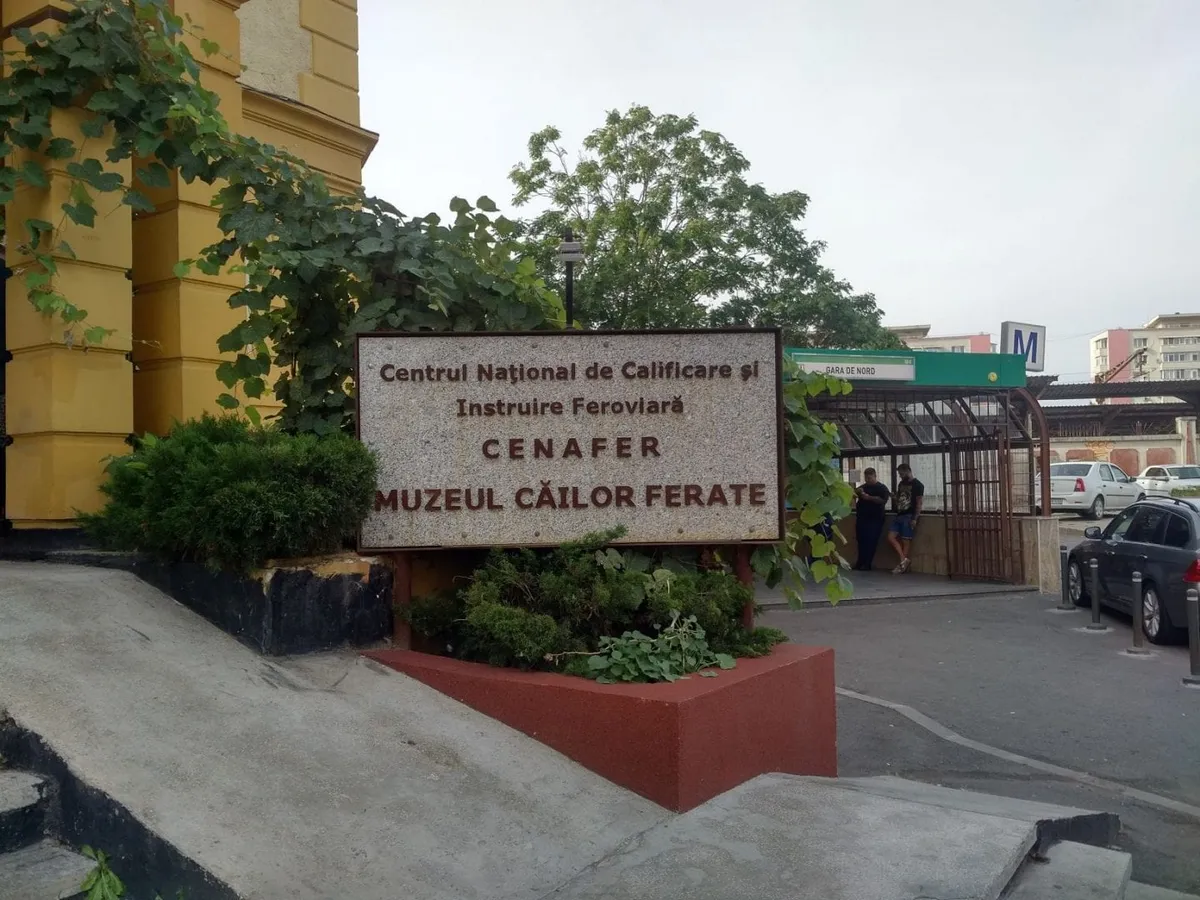 Centrul Naţional de Calificare şi
Instruire Feroviară
CENAFER
MUZEUL CĂILOR FERATE
GARA DE NORD
M